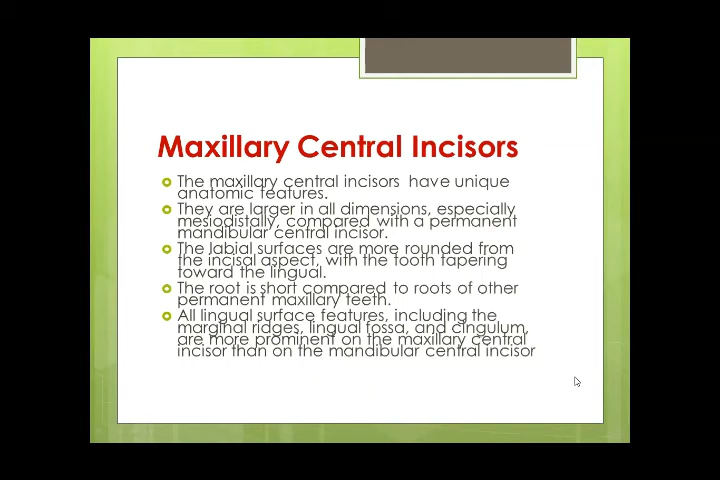 Maxillary Central Incisors
The maxillary central incisors have unique
anatomic features.
They are larger in all dimensions, especially
mesiodistally, compared with a permanent
mandibular central incisor.
The labial surfaces are more rounded from
the incisal aspect, with the tooth tapering
toward the lingual.
The root is short compared to roots of other
permanent maxillary teeth.
All lingual surface features, including the
marginal ridges, lingual fossa, and cingulum,
are more prominent on the maxillary central
incisor than on the mandibular central incisor